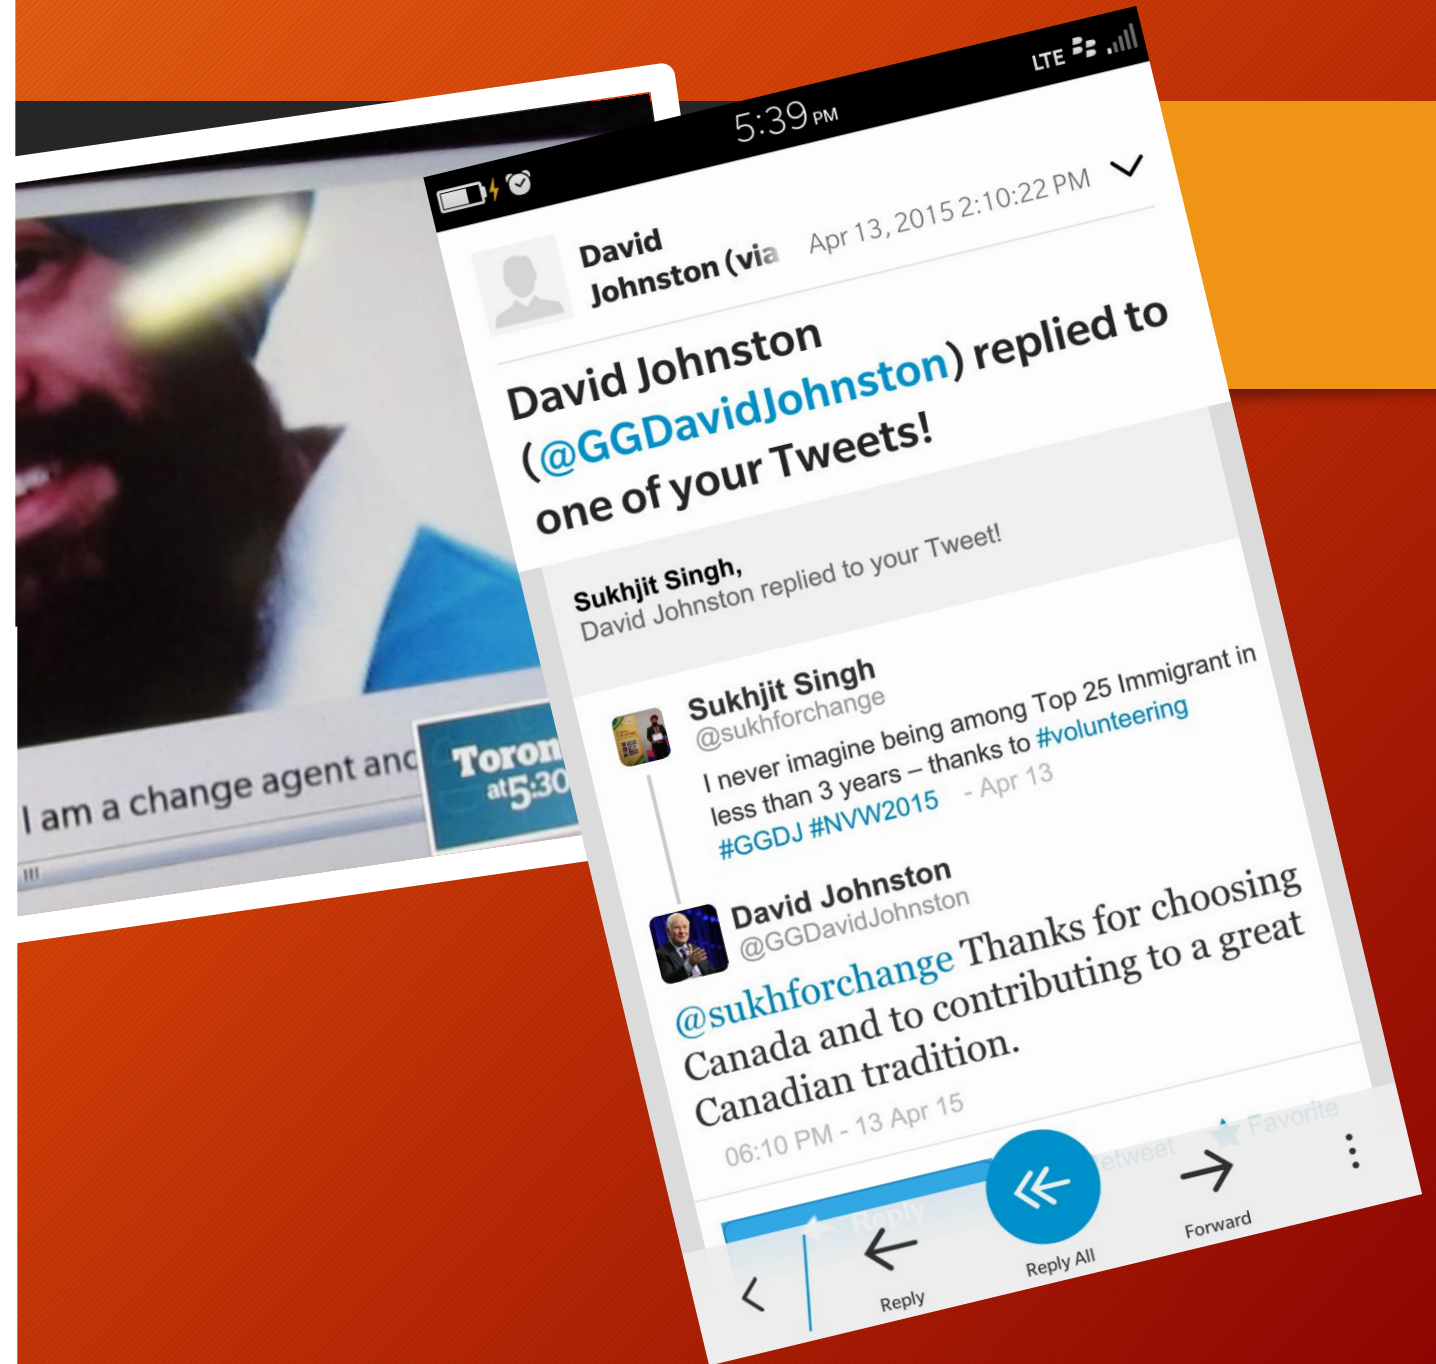 I am a change agent and
at5:30
5:39 PM
LTE
David
Johnston (via
Apr 13, 2015 2:10:22 PM
David Johnston
(@GGDavidJohnston) replied to
one of your Tweets!
Sukhjit Singh,
David Johnston replied to your Tweet!
Sukhjit Singh
@sukhforchange
I never imagine being among Top 25 Immigrant in
less than 3 years – thanks to #volunteering
#GGDJ #NVW2015 - Apr 13
David Johnston
@GGDavidJohnston
@sukhforchange Thanks for choosing
Canada and to contributing to a great
Canadian tradition.
06:10 PM - 13 Apr 15
Reply
Favorite
Reply
Reply All
Forward